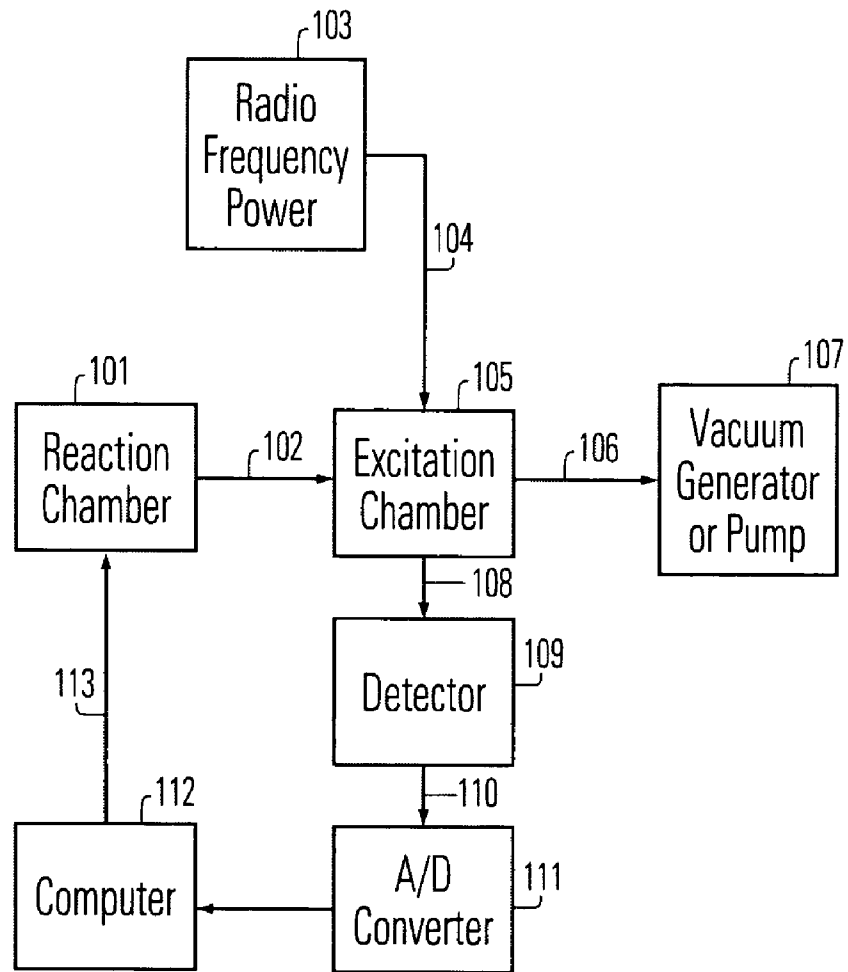 103
Radio
Frequency
Power
104
101
Reaction
Chamber
102
105
Excitation
Chamber
106
107
Vacuum
Generator
or Pump
108
Detector
109
110
113
112
Computer
A/D
Converter
111